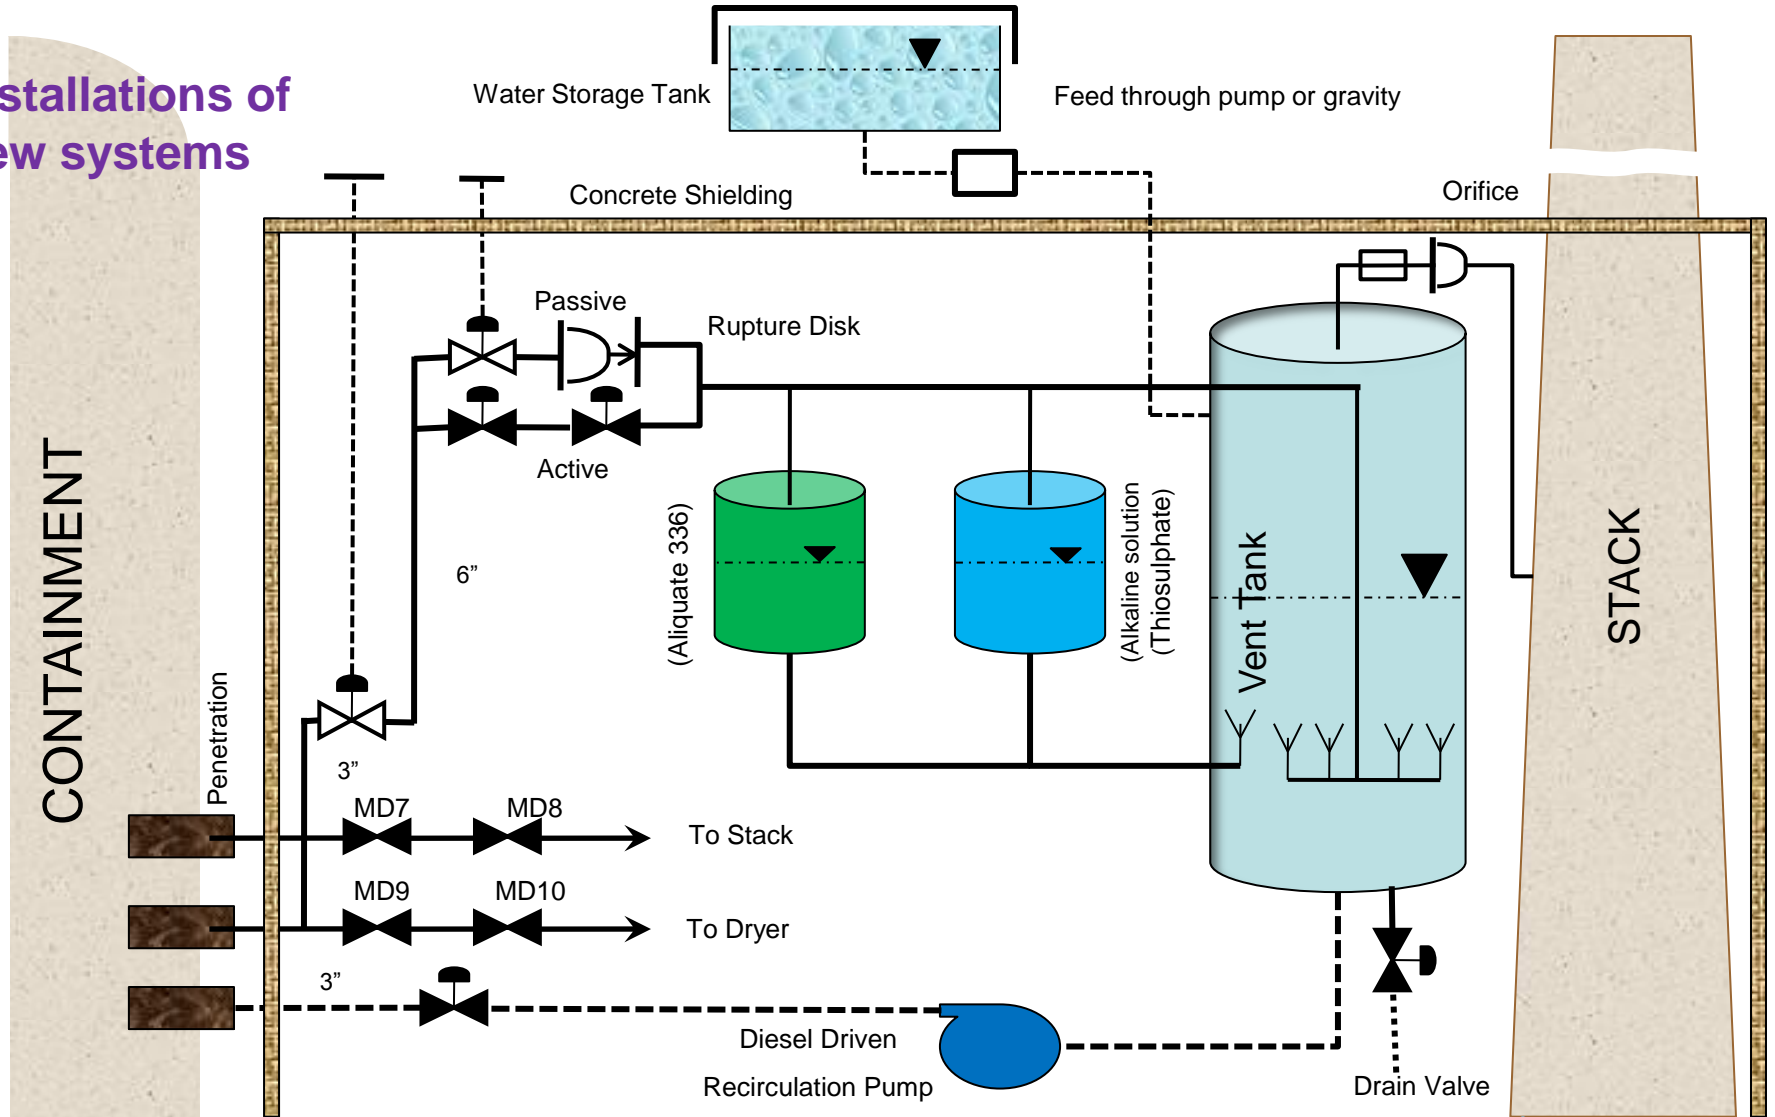 stallations of
ew systems
Water Storage Tank
Feed through pump or gravity
Concrete Shielding
Orifice
Passive
Rupture Disk
Active
6”
(Aliquate 336)
(Alkaline solution
(Thiosulphate)
Vent Tank
STACK
CONTAINMENT
Penetration
3”
MD7
MD8
To Stack
MD9
MD10
To Dryer
3”
Diesel Driven
Recirculation Pump
Drain Valve